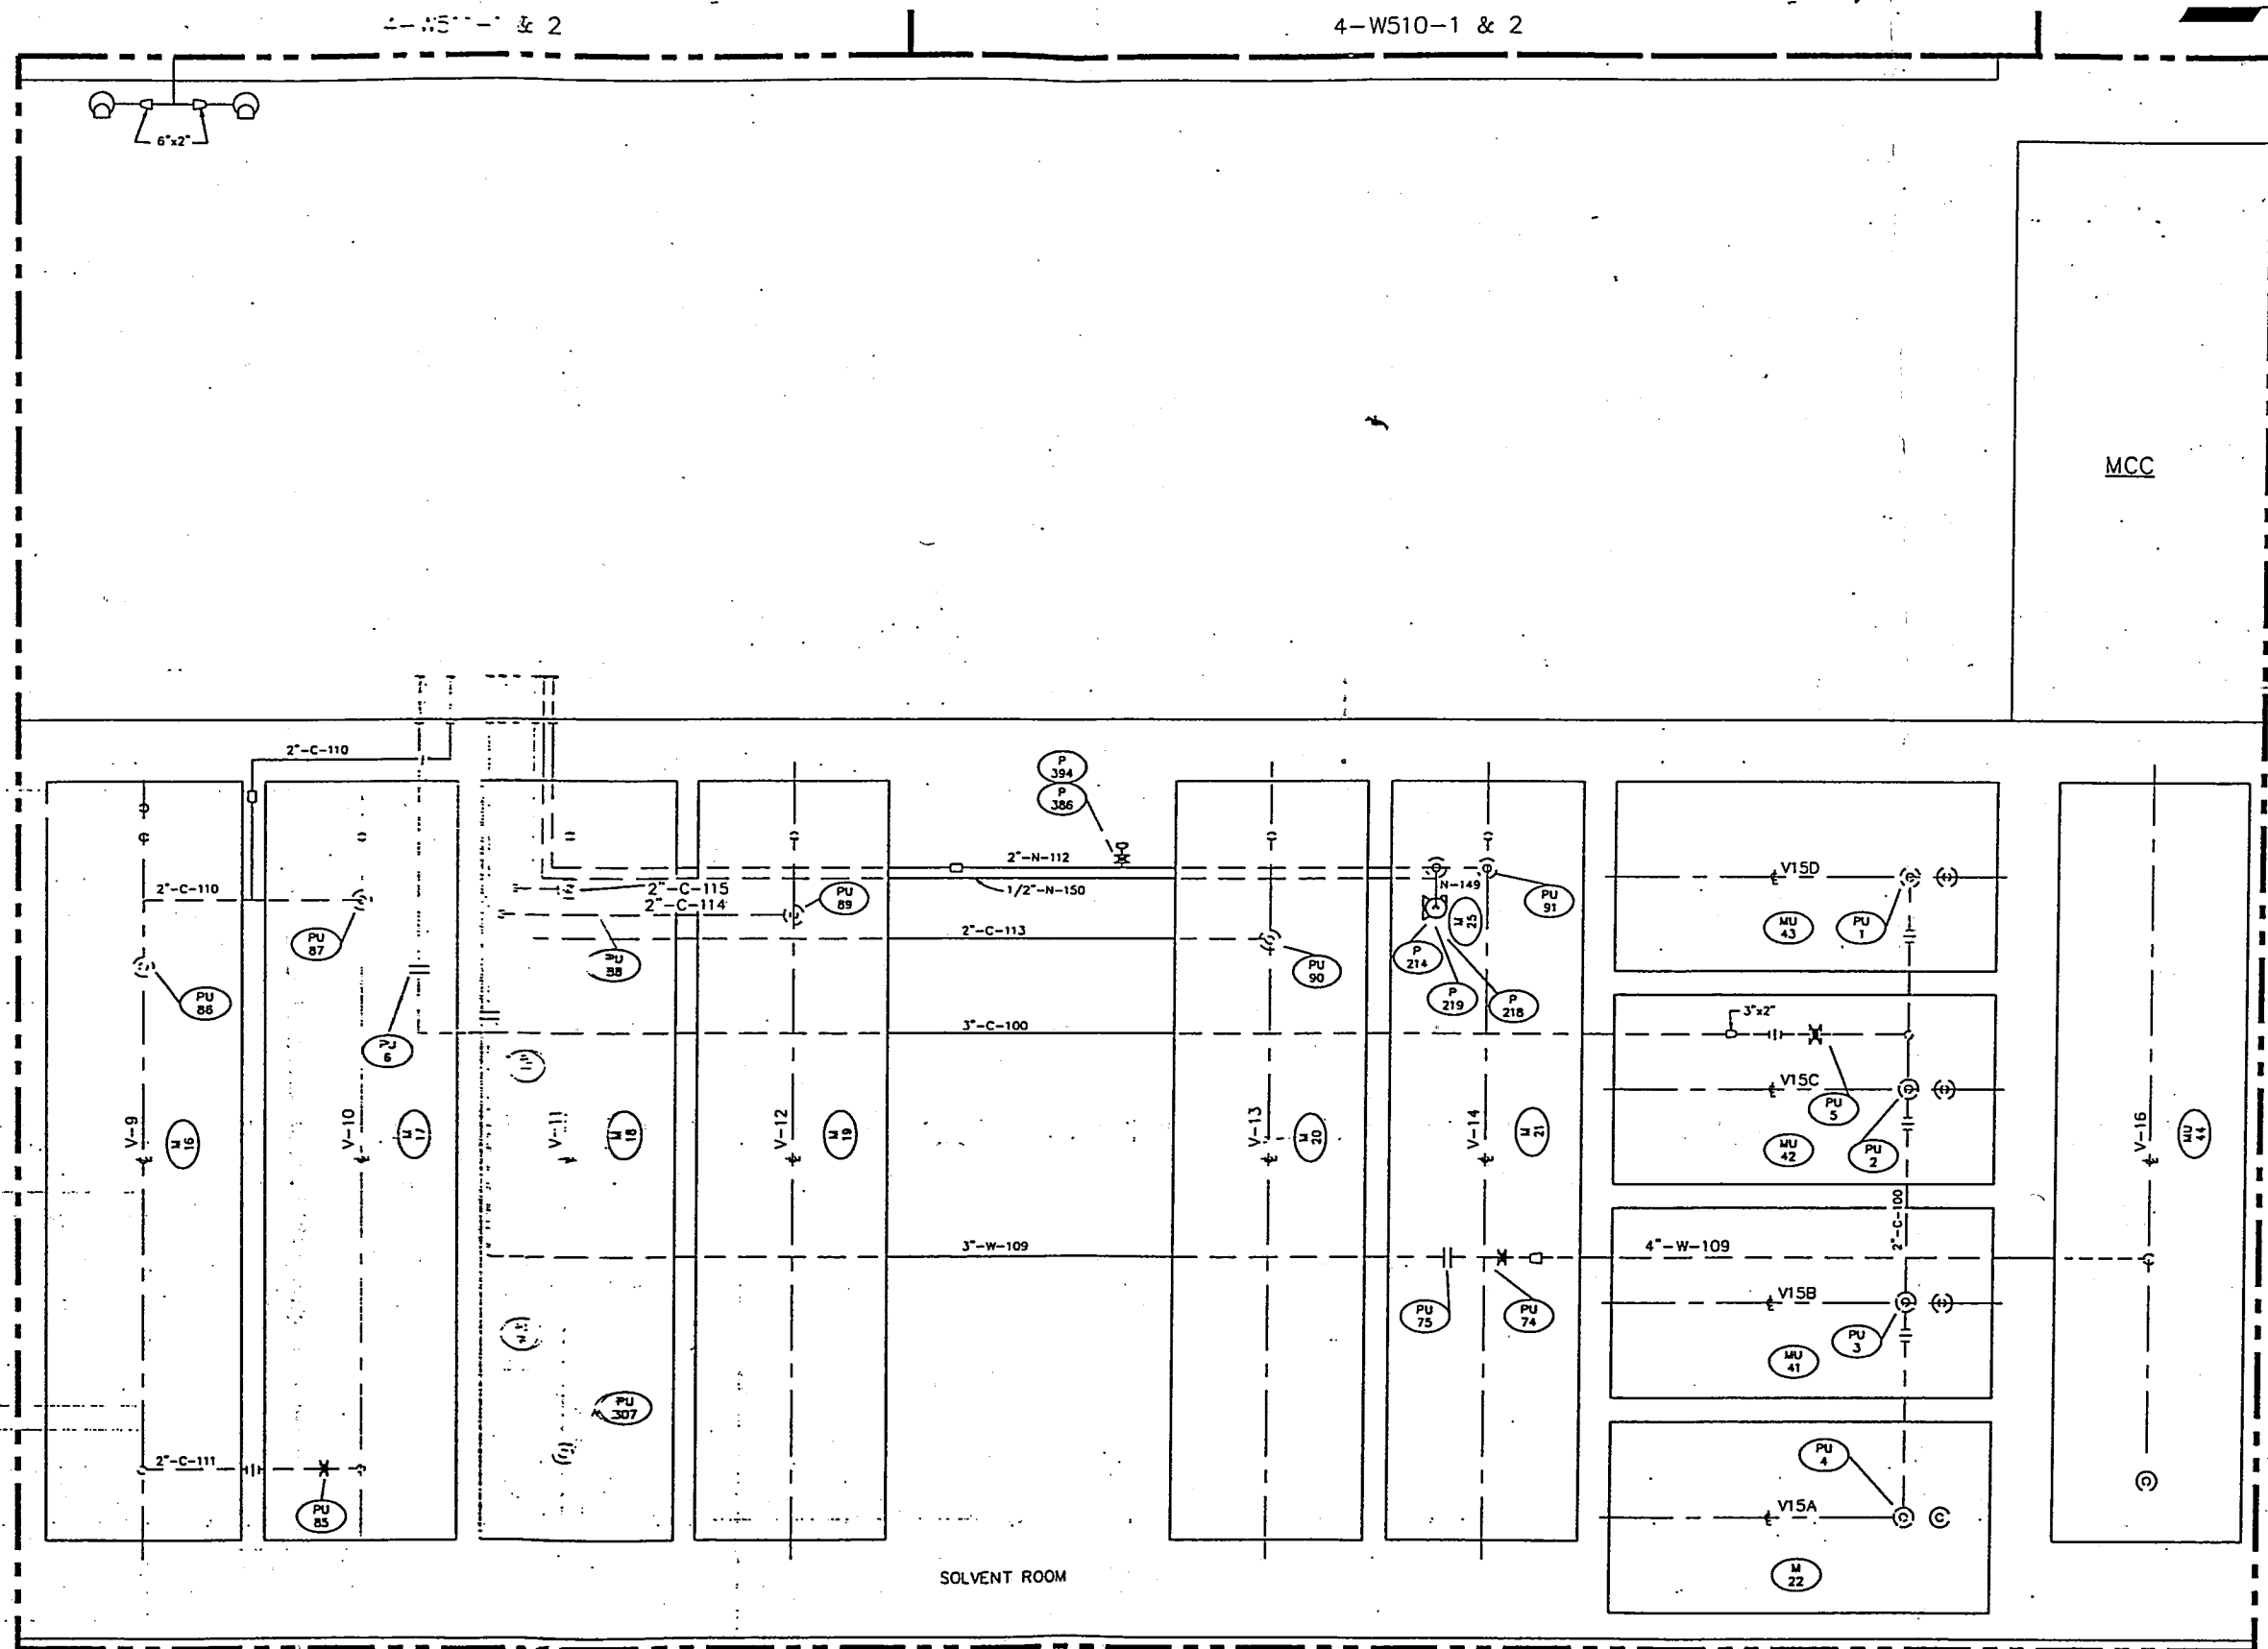 & 2
4-W510-1 & 2
6"x2"
MCC
2"-C-110
P
394
P
386
2"-N-112
V15D
2"-C-110
2"-C-115
1/2"-N-150
N-149
2"-C-114
PU
89
PU
91
M
25
MU
43
PU
1
PU
87
2"-C-113
P
214
88
PU
90
PU
86
P
219
P
218
3"x2"
3"-C-100
6
V15C
PU
5
V-9
M
16
V-10
M
17
V-11
M
18
V-12
M
19
V-13
M
20
V-14
M
21
MU
42
PU
2
V-16
MU
44
2"-C-100
3"-W-109
4"-W-109
V15B
PU
75
PU
74
PU
3
MU
41
PU
307
PU
4
2"-C-111
PU
85
V15A
M
22
SOLVENT ROOM